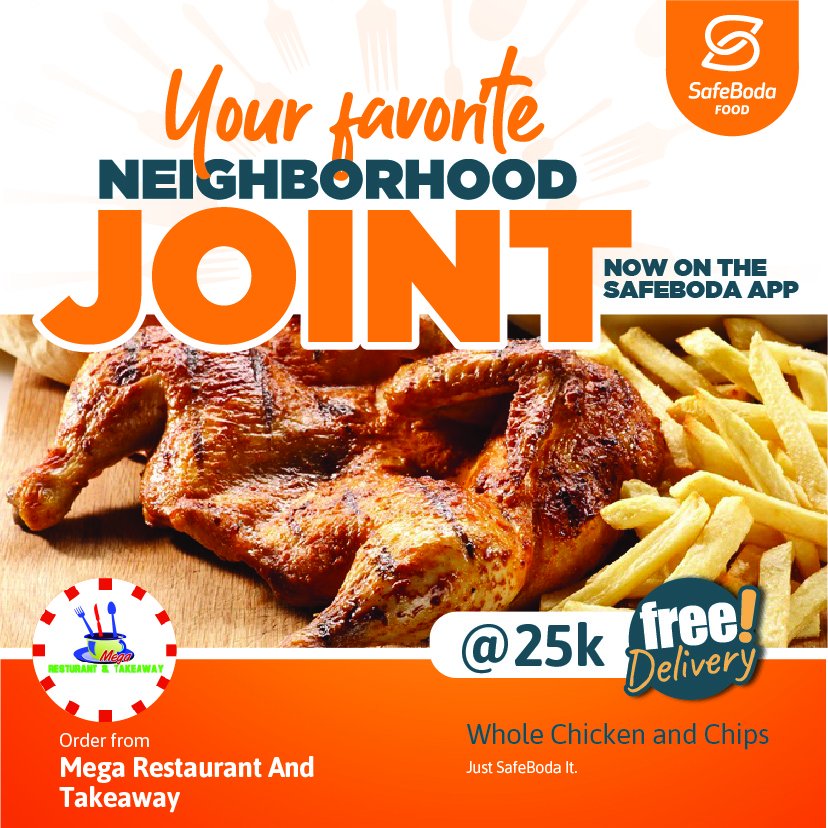 SafeBoda
FOOD
Your favorite
NEIGHBORHOOD
JOINT
NOW ON THE
SAFEBODA APP
@25k
free!
Delivery
Mega
RESTURANT & TAKEAWAY
Order from
Mega Restaurant And
Takeaway
Whole Chicken and Chips
Just SafeBoda It.